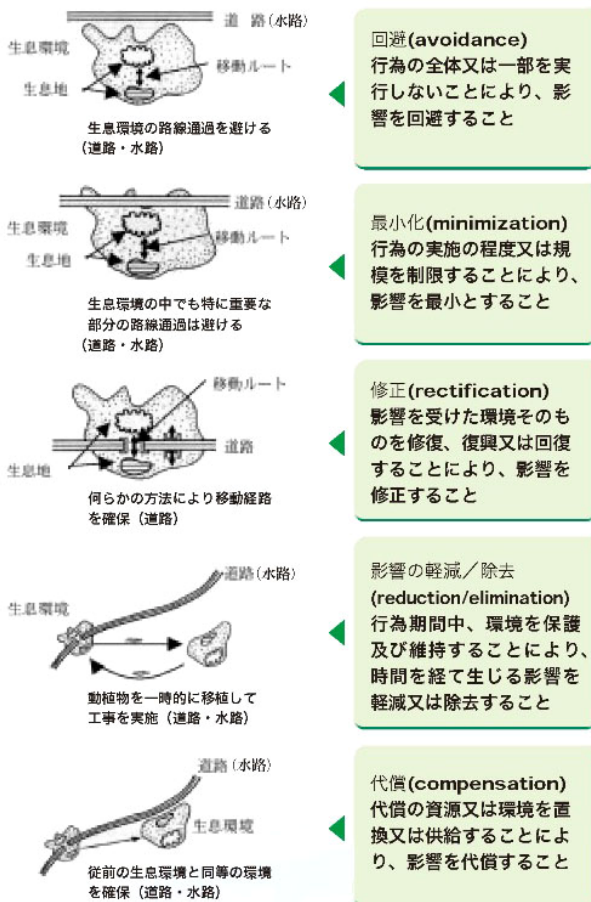 道 路(水路)
生息環境
移動ルート
生息地
生息環境の路線通過を避ける
(道路・水路)
回避(avoidance)
行為の全体又は一部を実
行しないことにより、影
響を回避すること
道路(水路)
生息環境
移動ルート
生息地
生息環境の中でも特に重要な
部分の路線通過は避ける
(道路・水路)
最小化(minimization)
行為の実施の程度又は規
模を制限することにより、
影響を最小とすること
移動ルート
道路
生息地
何らかの方法により移動経路
を確保（道路）
修正(rectification)
影響を受けた環境そのも
のを修復、復興又は回復
することにより、影響を
修正すること
道路(水路)
生息環境
動植物を一時的に移植して
工事を実施（道路・水路）
影響の軽減／除去
(reduction/elimination)
行為期間中、環境を保護
及び維持することにより、
時間を経て生じる影響を
軽減又は除去すること
道路(水路)
生息環境
従前の生息環境と同等の環境
を確保（道路・水路）
代償(compensation)
代償の資源又は環境を置
換又は供給することによ
り、影響を代償すること